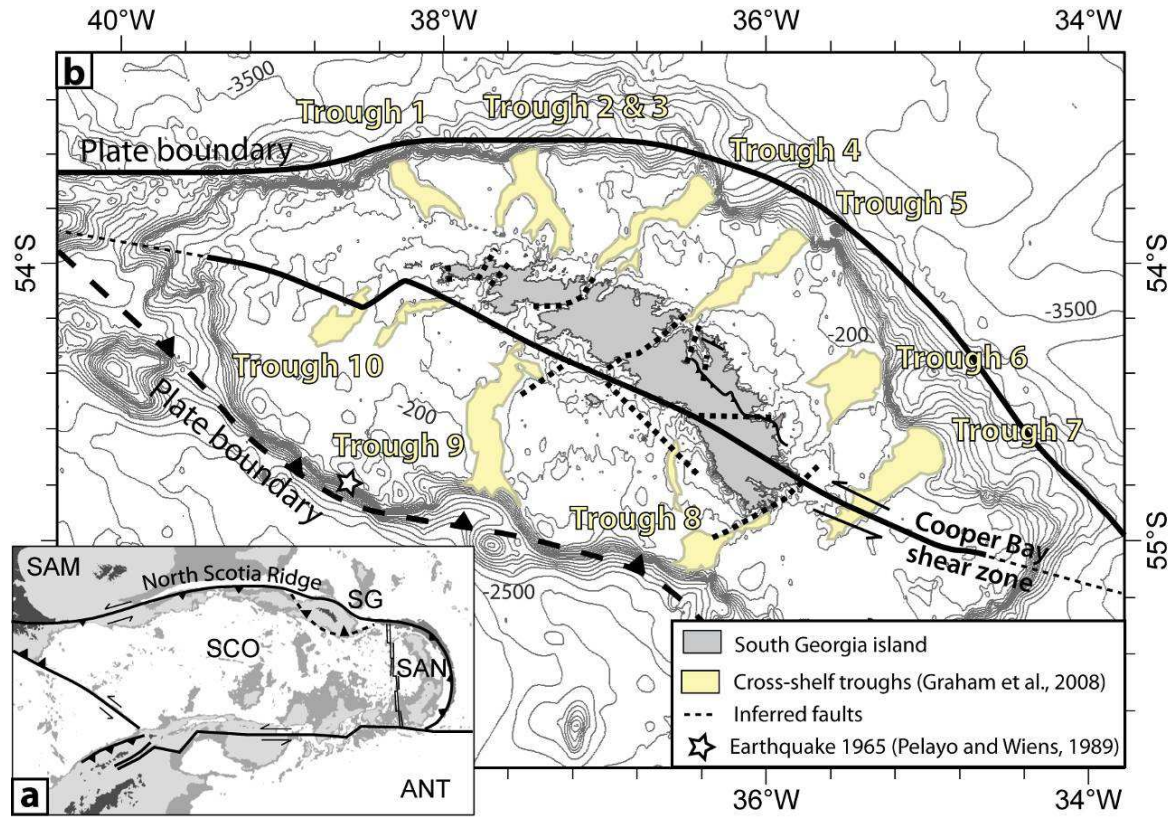 40°W
38°W
36°W
34°W
b
-3500
Trough 1
Trough 2 & 3
Plate boundary
Trough 4
Trough 5
54°S
54°S
-3500
-200
Trough 10
Trough 6
-200
Plate boundary
Trough 9
Trough 7
Trough 8
Cooper Bay
shear zone
55°S
-2500
SAM
North Scotia Ridge
SG
SCO
SAN
ANT
a
South Georgia island
Cross-shelf troughs (Graham et al., 2008)
Inferred faults
Earthquake 1965 (Pelayo and Wiens, 1989)
36°W
34°W